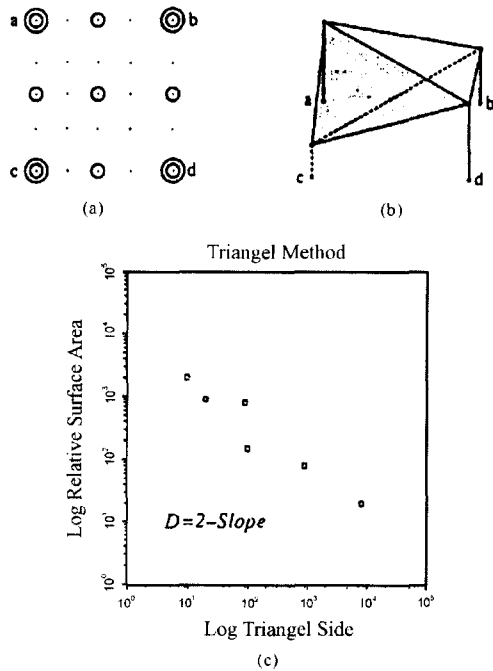 a
b
c
d
(a)
a
b
c
d
(b)
Triangel Method
Log Relative Surface Area
10⁵
10⁴
10³
10²
10¹
10⁰
D=2-Slope
10⁰ 10¹ 10² 10³ 10⁴ 10⁵
Log Triangel Side
(c)